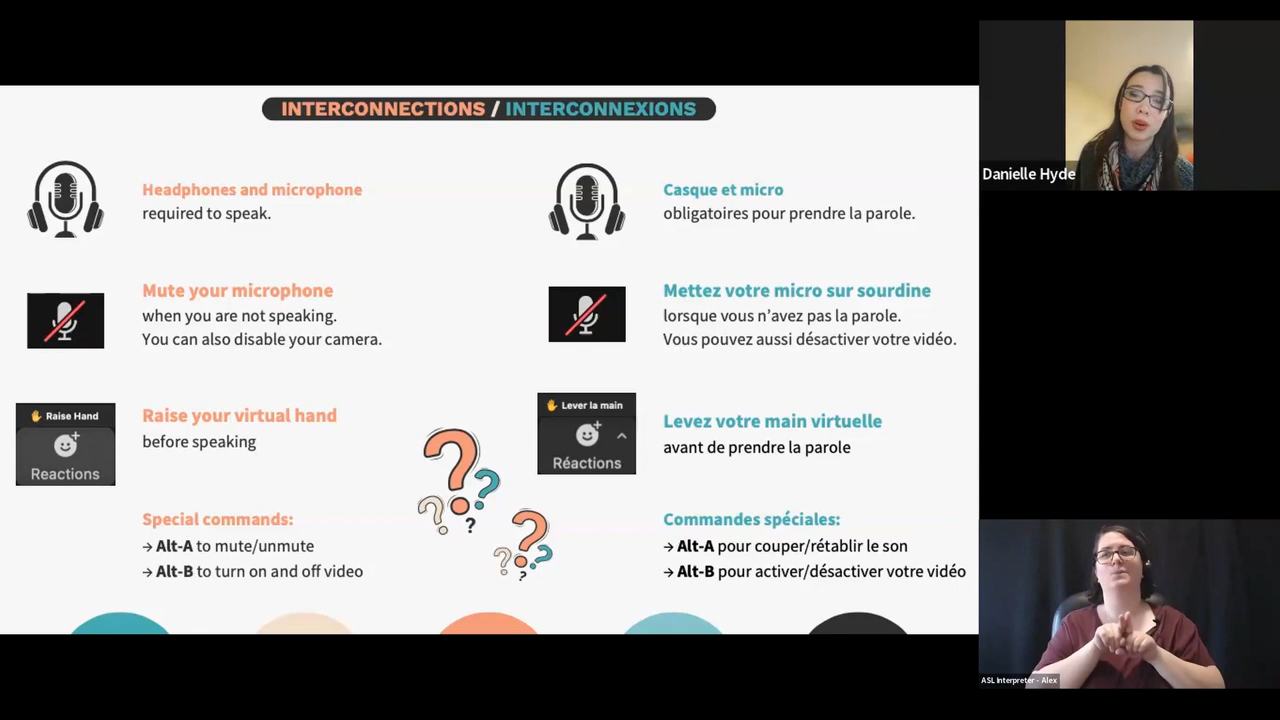 INTERCONNECTIONS / INTERCONNEXIONS
Headphones and microphone
required to speak.
Mute your microphone
when you are not speaking.
You can also disable your camera.
✋ Raise Hand
Reactions
Raise your virtual hand
before speaking
Special commands:
→ Alt-A to mute/unmute
→ Alt-B to turn on and off video
Casque et micro
obligatoires pour prendre la parole.
Mettez votre micro sur sourdine
lorsque vous n’avez pas la parole.
Vous pouvez aussi désactiver votre vidéo.
✋ Lever la main
Réactions
Levez votre main virtuelle
avant de prendre la parole
Commandes spéciales:
→ Alt-A pour couper/rétablir le son
→ Alt-B pour activer/désactiver votre vidéo
Danielle Hyde
ASL Interpreter - Alex